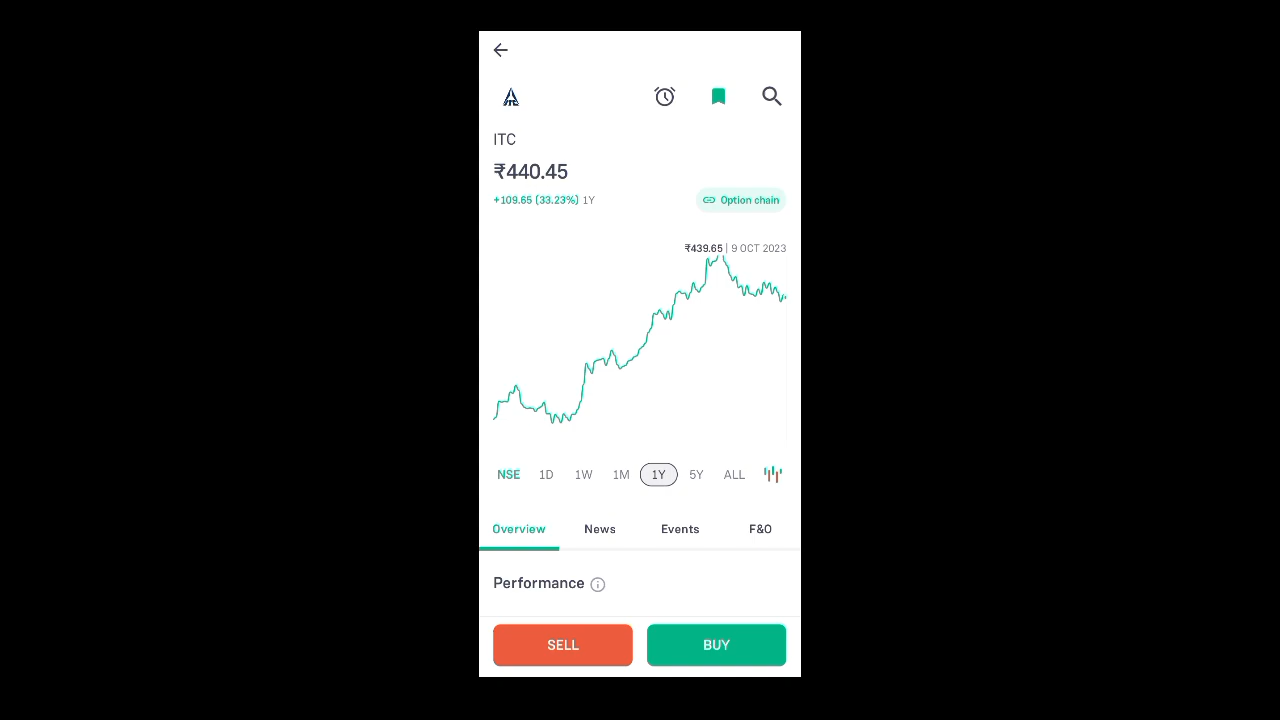 ITC
ITC
₹440.45
+109.65 (33.23%) 1Y
Option chain
₹439.65 | 9 OCT 2023
NSE 1D 1W 1M 1Y 5Y ALL
Overview News Events F&O
Performance
SELL BUY